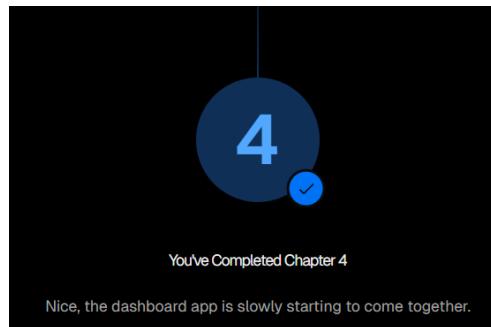 4
You've Completed Chapter 4
Nice, the dashboard app is slowly starting to come together.